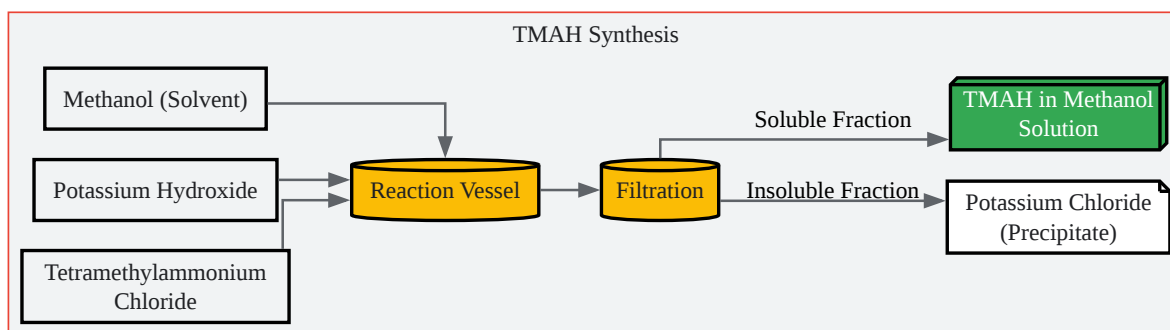 TMAH Synthesis
Methanol (Solvent)
Potassium Hydroxide
Tetramethylammonium
Chloride
Reaction Vessel
Filtration
Soluble Fraction
Insoluble Fraction
TMAH in Methanol
Solution
Potassium Chloride
(Precipitate)